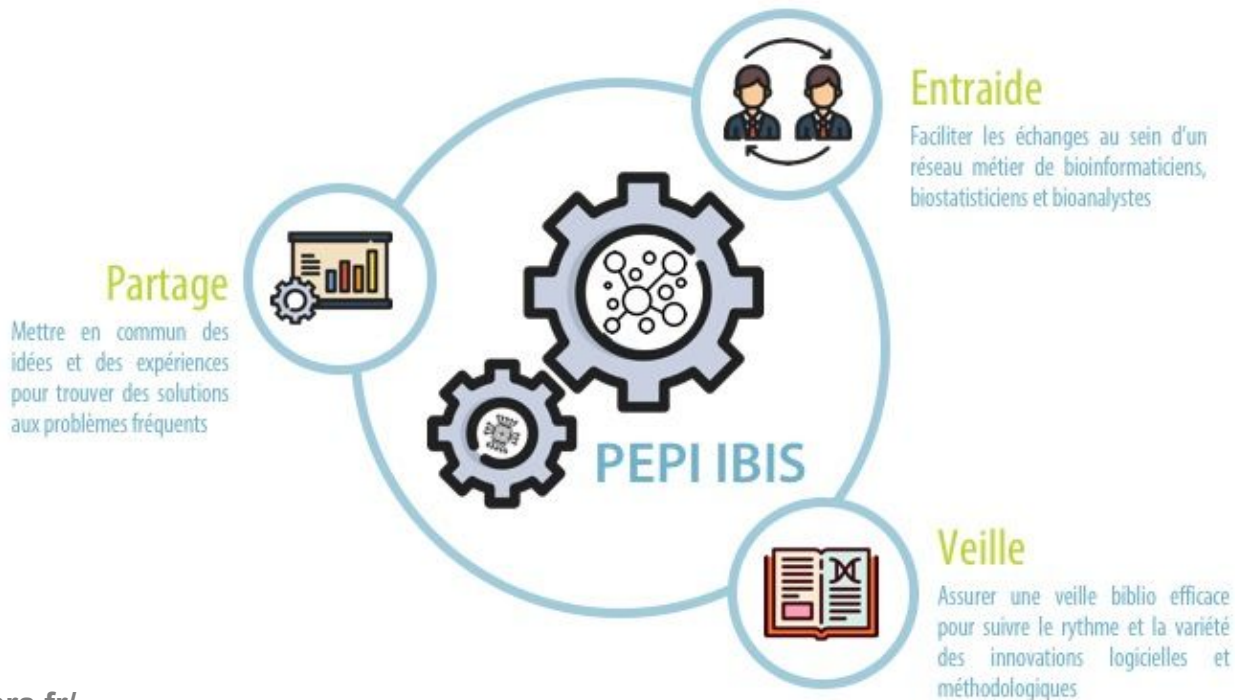 Entraide
Faciliter les échanges au sein d'un
réseau métier de bioinformaticiens,
biostatisticiens et bioanalystes
Partage
Mettre en commun des
idées et des expériences
pour trouver des solutions
aux problèmes fréquents
PEPI IBIS
Veille
Assurer une veille biblio efficace
pour suivre le rythme et la variété
des innovations logicielles et
méthodologiques